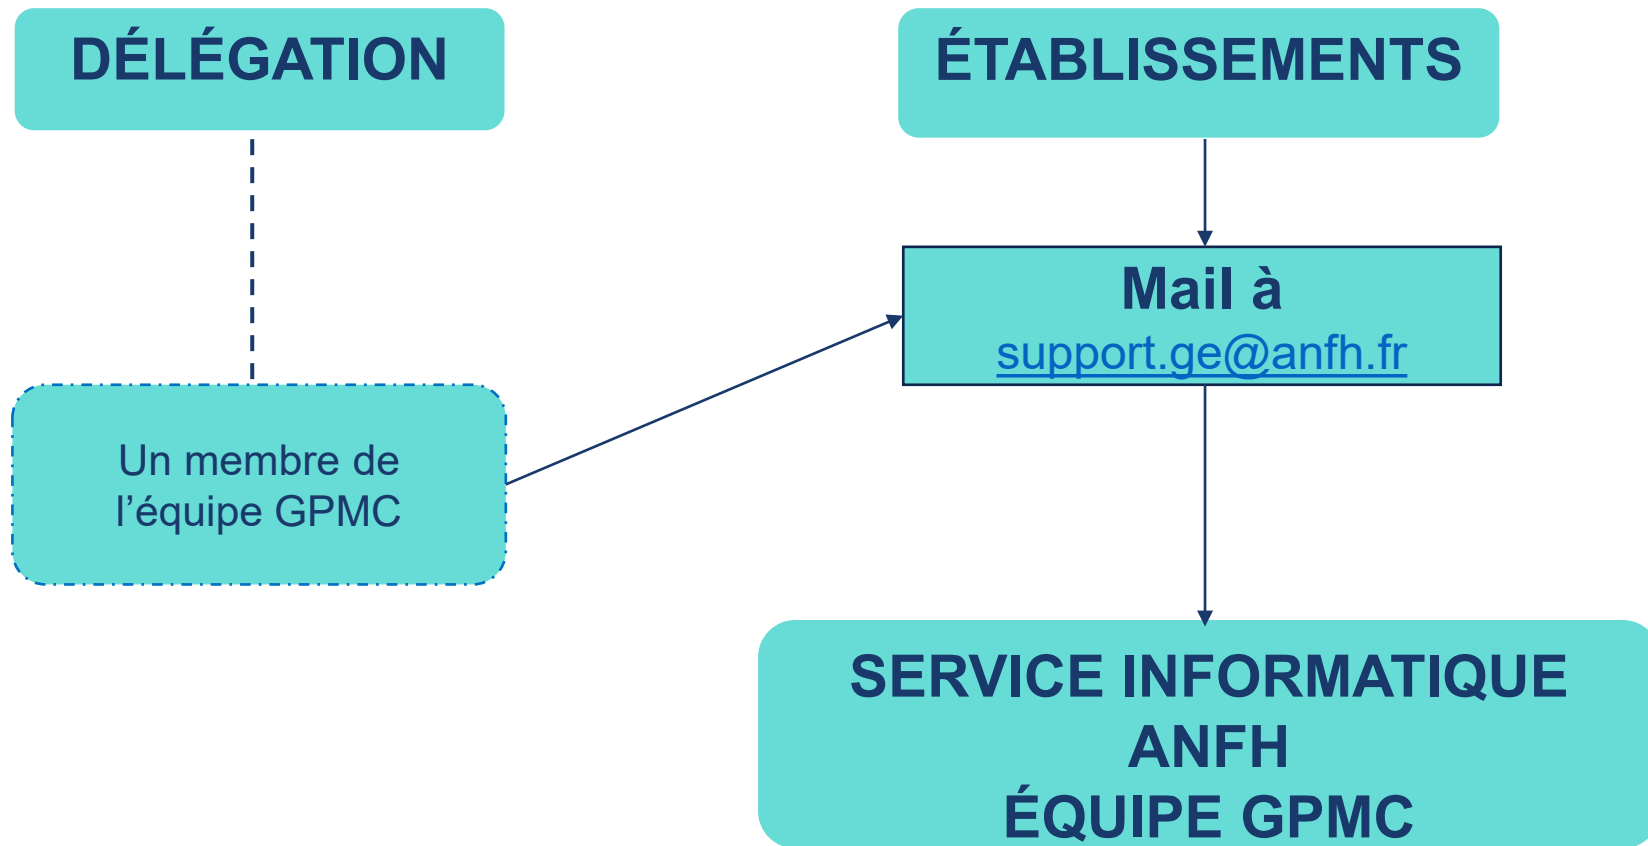 DÉLÉGATION
ÉTABLISSEMENTS
Mail à
support.ge@anfh.fr
Un membre de
l’équipe GPMC
SERVICE INFORMATIQUE
ANFH
ÉQUIPE GPMC